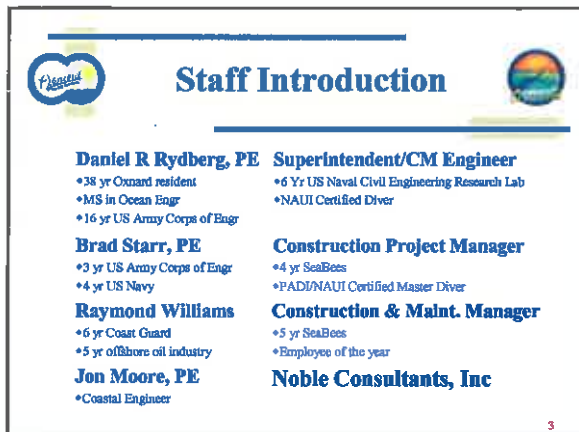 Staff Introduction
Daniel R Rydberg, PE Superintendent/CM Engineer
•38 yr Oxnard resident •6 Yr US Naval Civil Engineering Research Lab
•MS in Ocean Engr •NAUI Certified Diver
•16 yr US Army Corps of Engr
Brad Starr, PE Construction Project Manager
•3 yr US Army Corps of Engr •4 yr SeaBees
•4 yr US Navy •PADI/NAUI Certified Master Diver
Raymond Williams Construction & Maint. Manager
•6 yr Coast Guard •5 yr SeaBees
•5 yr offshore oil industry •Employee of the year
Jon Moore, PE Noble Consultants, Inc
•Coastal Engineer
3